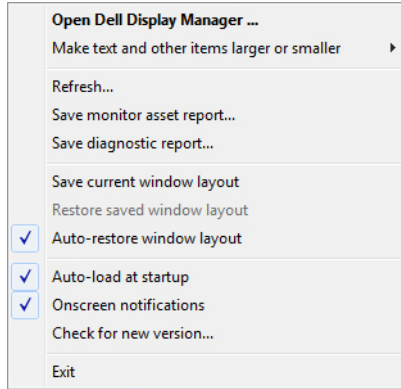 Open Dell Display Manager ...
Make text and other items larger or smaller
Refresh...
Save monitor asset report...
Save diagnostic report...
Save current window layout
Restore saved window layout
Auto-restore window layout
Auto-load at startup
Onscreen notifications
Check for new version...
Exit